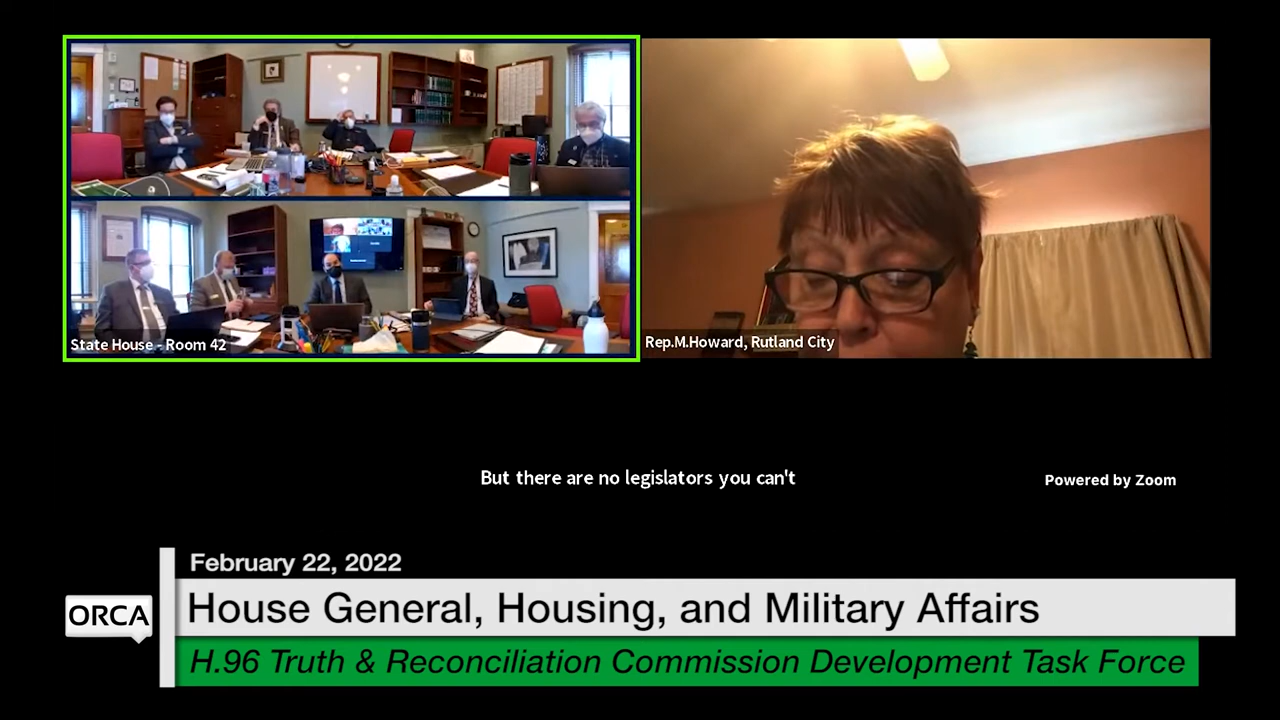 State House - Room 42
Rep.M.Howard, Rutland City
But there are no legislators you can't
Powered by Zoom
February 22, 2022
ORCA
House General, Housing, and Military Affairs
H.96 Truth & Reconciliation Commission Development Task Force